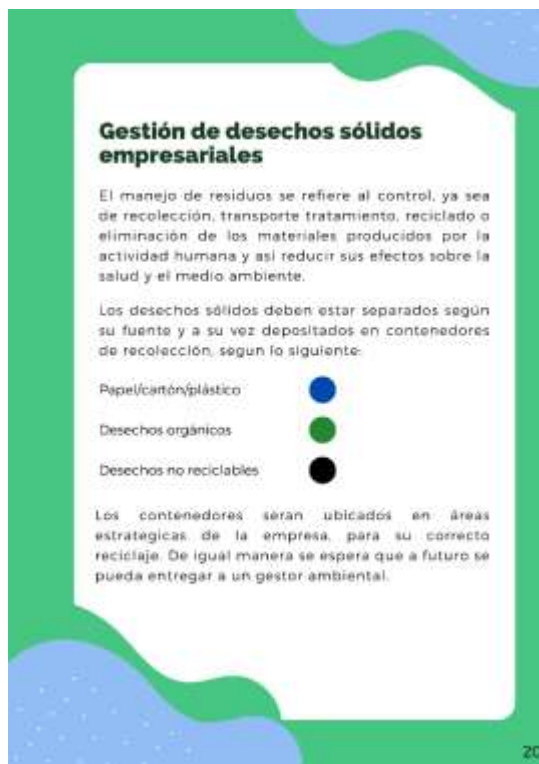 Gestión de desechos sólidos
empresariales
El manejo de residuos se refiere al control, ya sea
de recolección, transporte tratamiento, reciclado o
eliminación de los materiales producidos por la
actividad humana y así reducir sus efectos sobre la
salud y el medio ambiente.
Los desechos sólidos deben estar separados según
su fuente y a su vez depositados en contenedores
de recolección, segun lo siguiente:
Papel/cartón/plástico
Desechos orgánicos
Desechos no reciclables
Los contenedores seran ubicados en áreas
estrategicas de la empresa, para su correcto
reciclaje. De igual manera se espera que a futuro se
pueda entregar a un gestor ambiental.
20